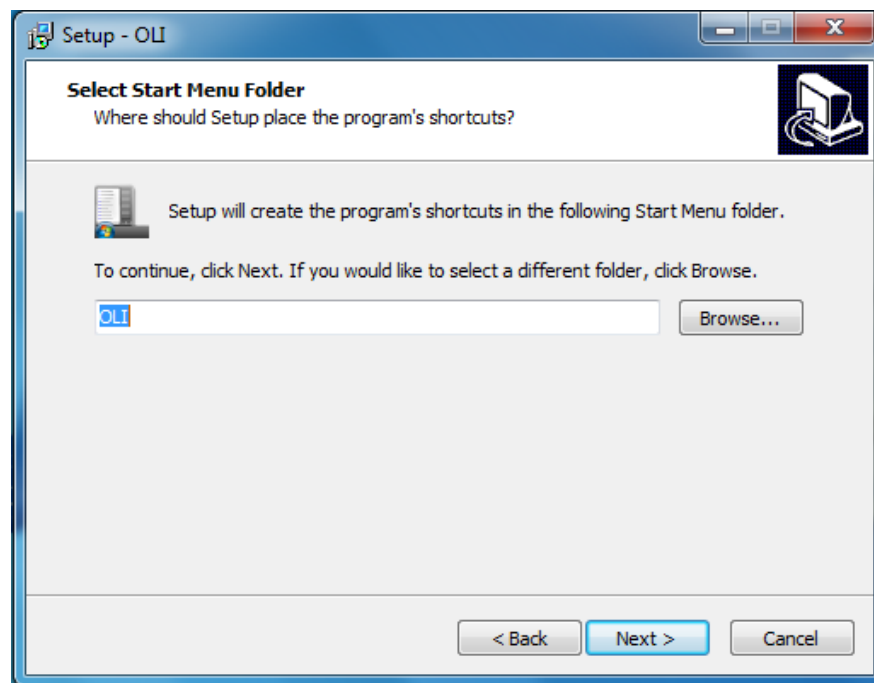 Setup - OLI
Select Start Menu Folder
Where should Setup place the program's shortcuts?
Setup will create the program's shortcuts in the following Start Menu folder.
To continue, click Next. If you would like to select a different folder, click Browse.
OLI
Browse...
< Back
Next >
Cancel